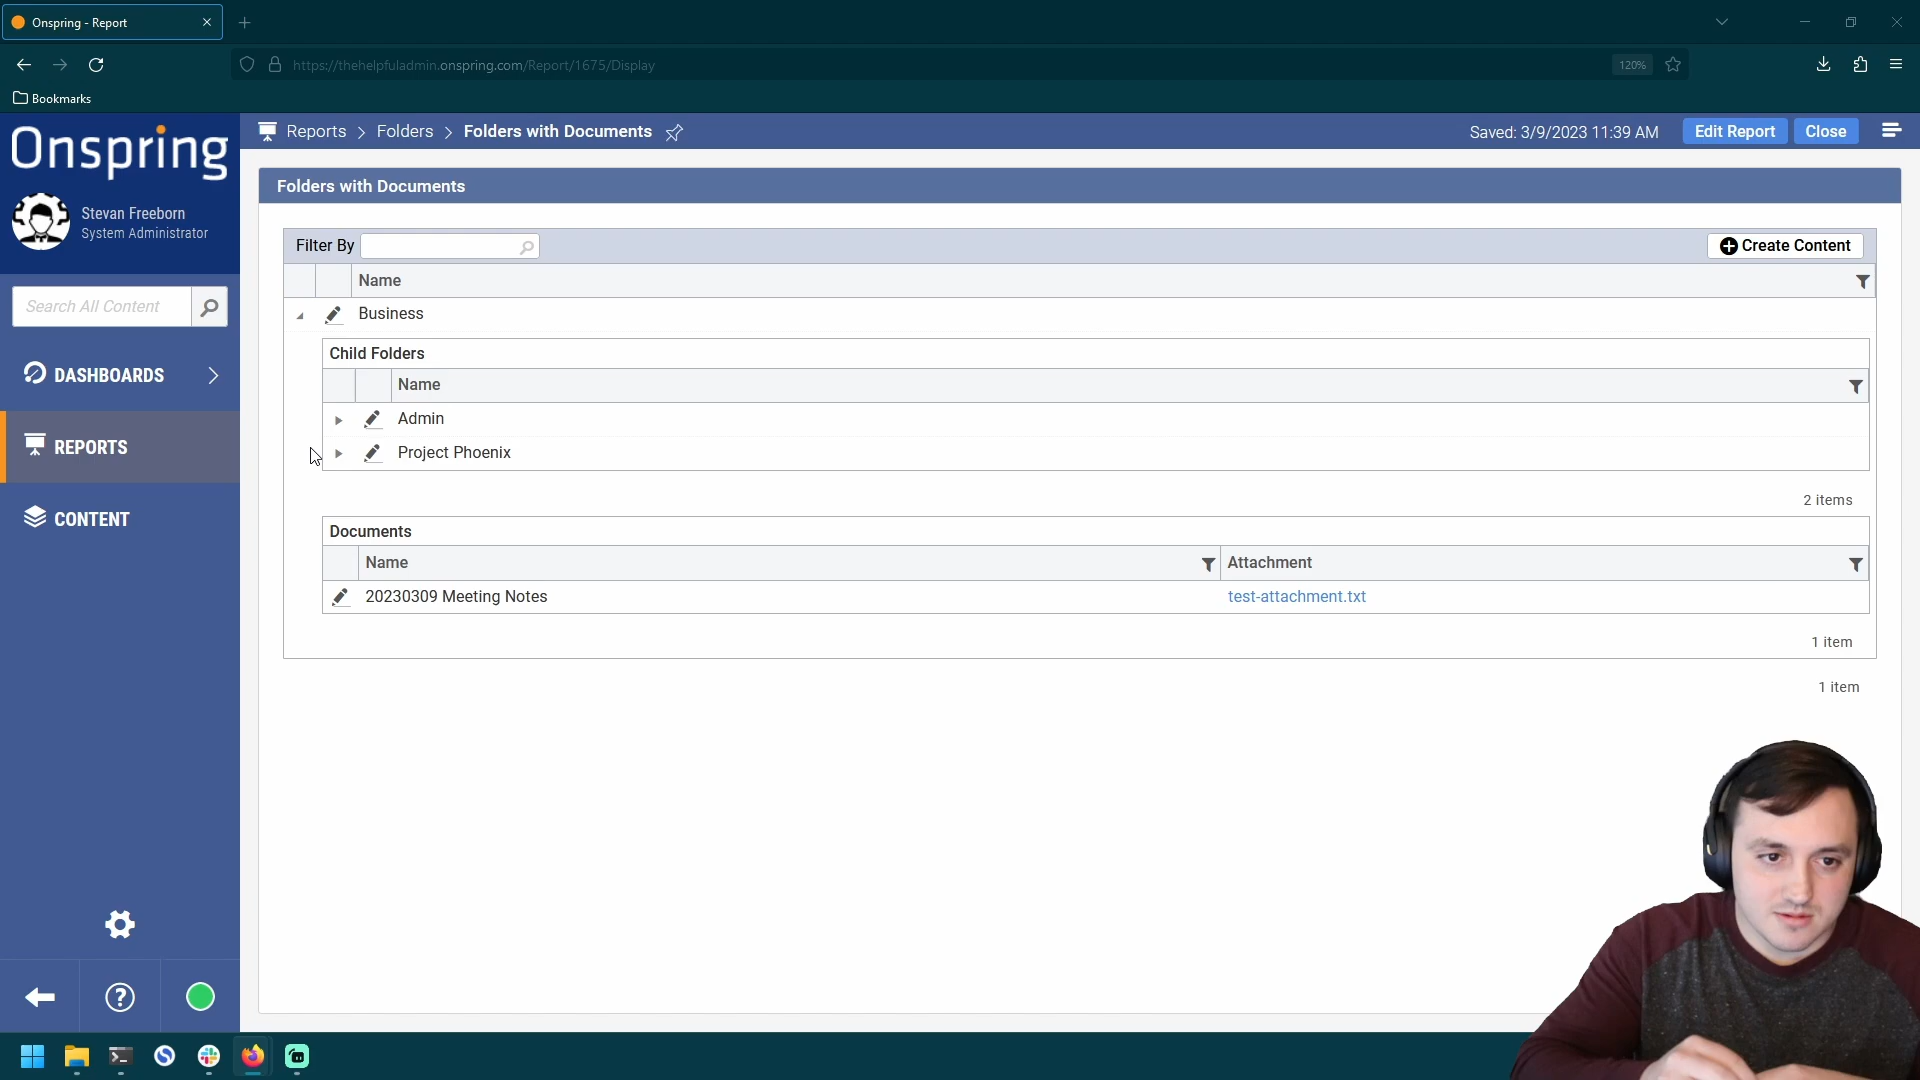 Onspring - Report
https://thehelpfuladmin.onspring.com/Report/1675/Display
120%
Bookmarks
Onspring
Reports > Folders > Folders with Documents
Saved: 3/9/2023 11:39 AM
Edit Report
Close
Stevan Freeborn
System Administrator
Search All Content
DASHBOARDS
REPORTS
CONTENT
Folders with Documents
Filter By
Create Content
Name
Business
Child Folders
Name
Admin
Project Phoenix
2 items
Documents
Name
Attachment
20230309 Meeting Notes
test-attachment.txt
1 item
1 item